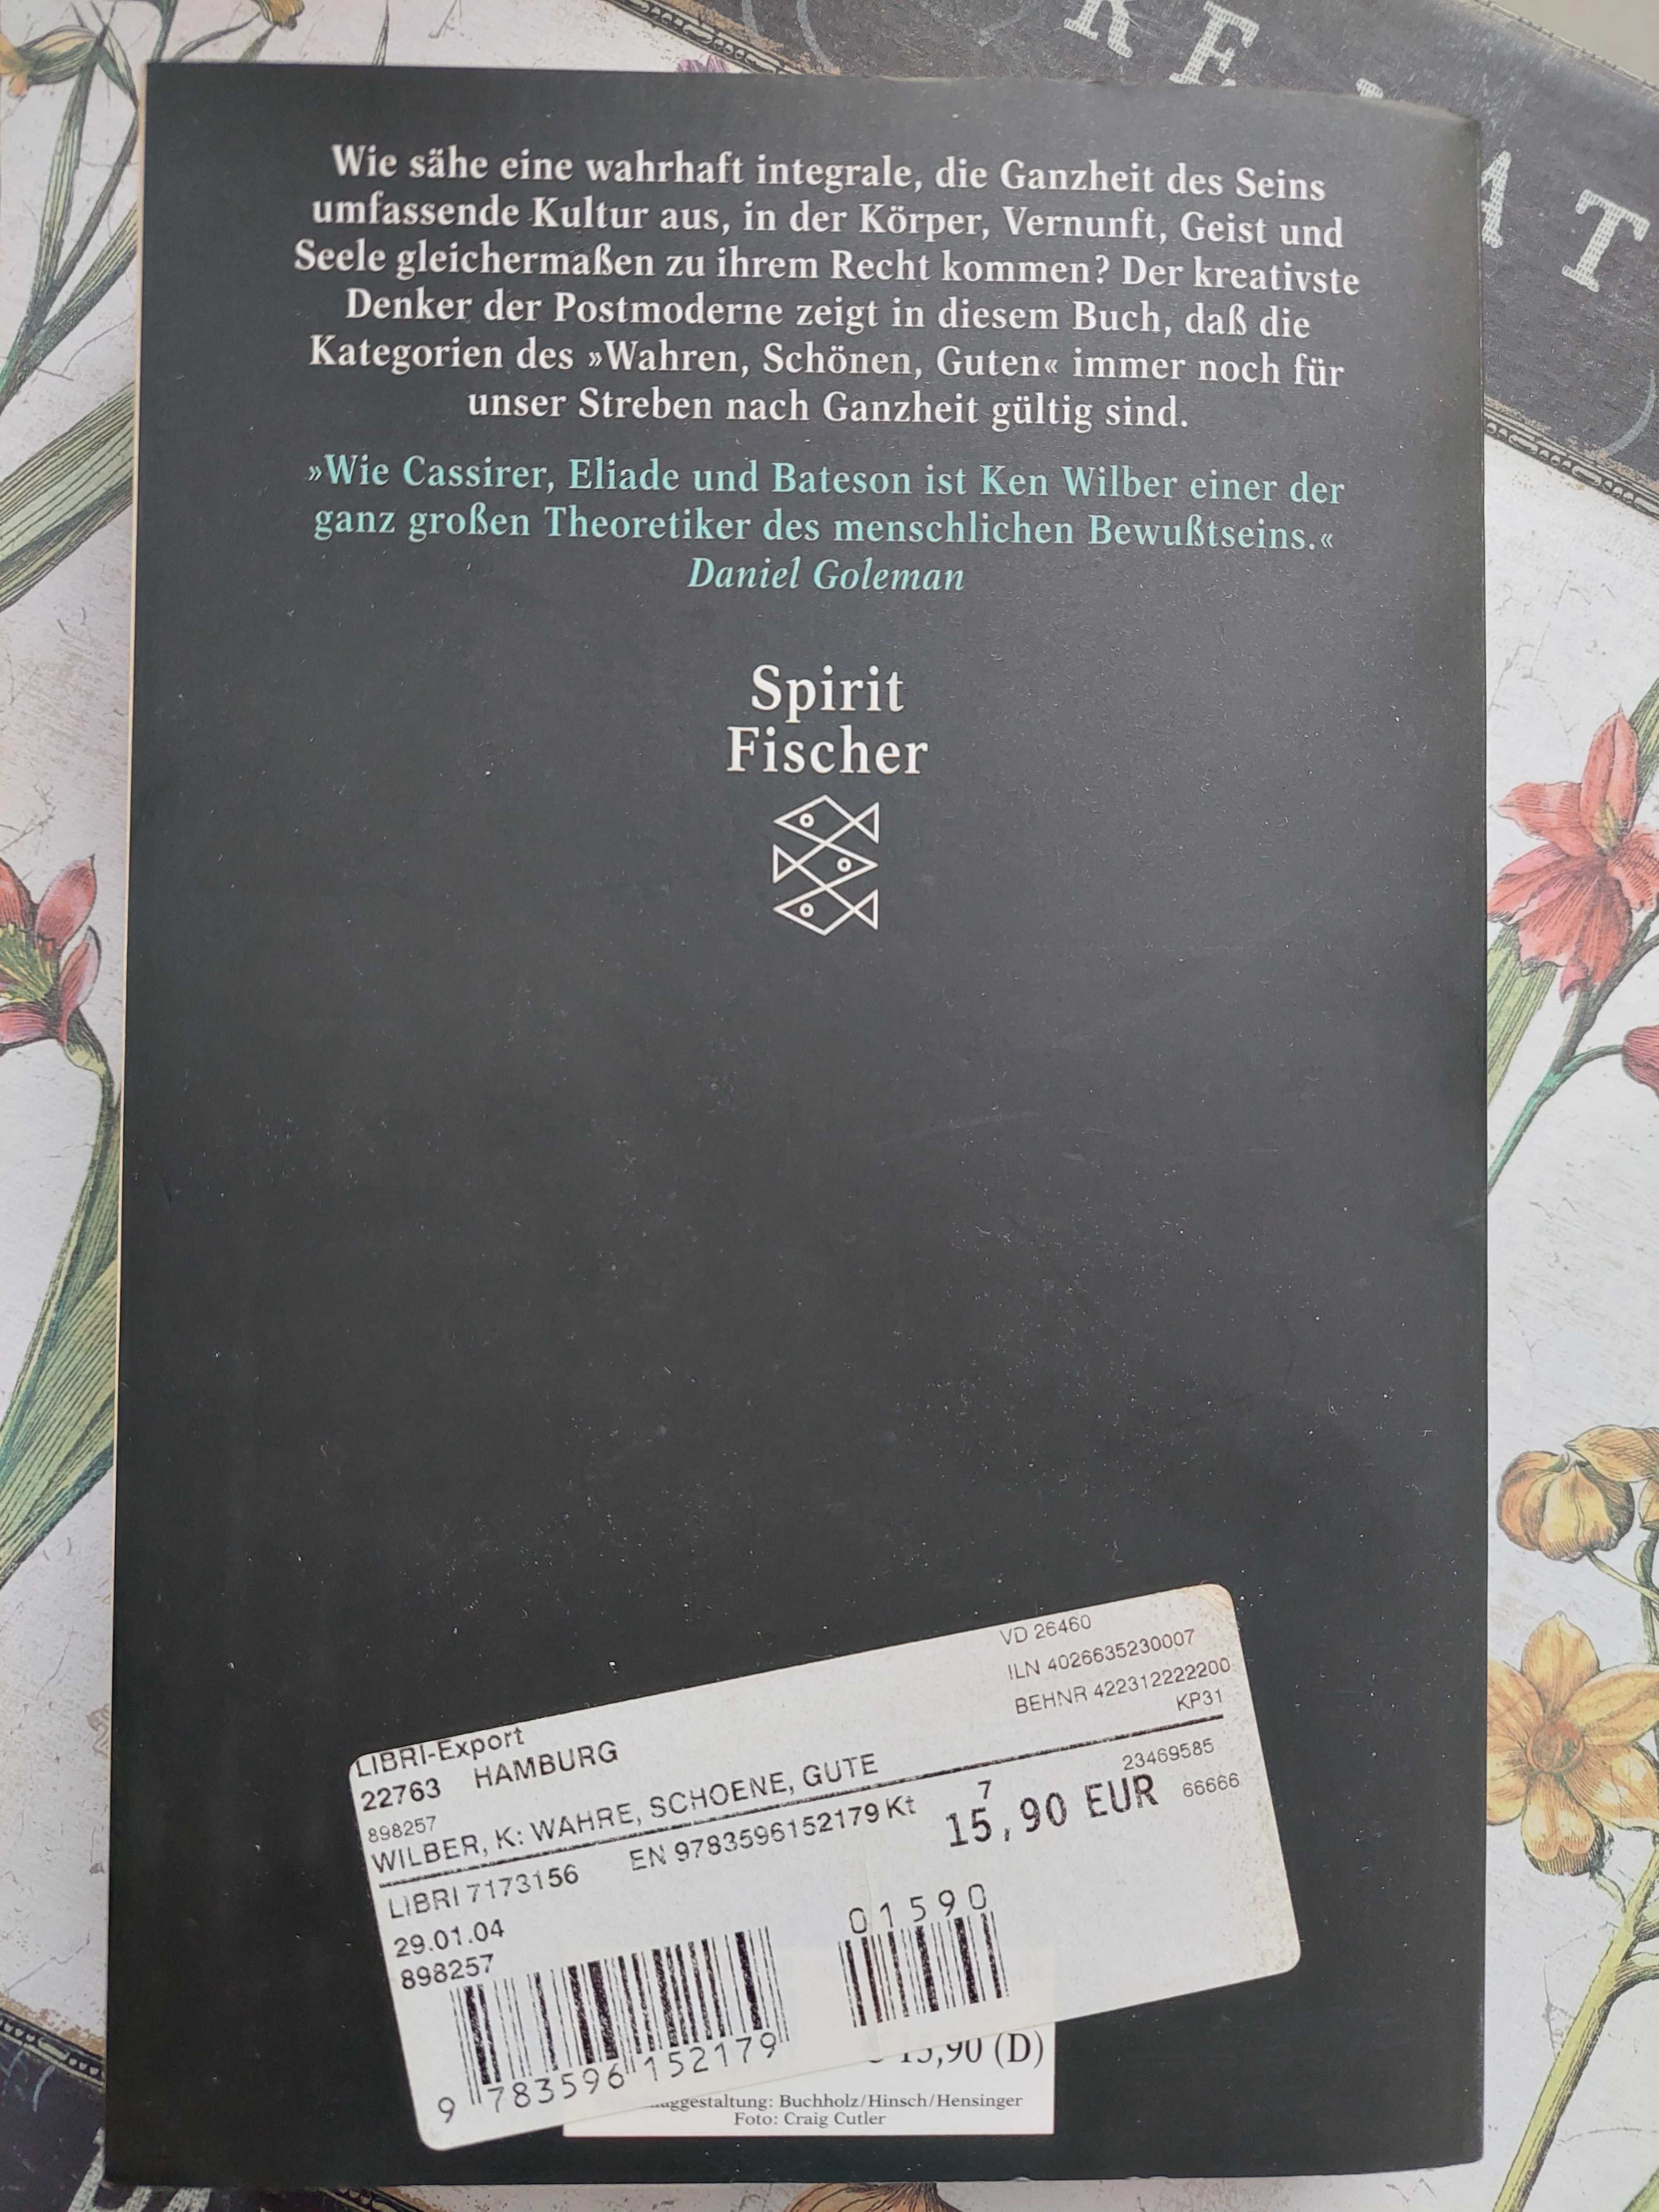 Wie sähe eine wahrhaft integrale, die Ganzheit des Seins
umfassende Kultur aus, in der Körper, Vernunft, Geist und
Seele gleichermaßen zu ihrem Recht kommen? Der kreativste
Denker der Postmoderne zeigt in diesem Buch, daß die
Kategorien des »Wahren, Schönen, Guten« immer noch für
unser Streben nach Ganzheit gültig sind.
»Wie Cassirer, Eliade und Bateson ist Ken Wilber einer der
ganz großen Theoretiker des menschlichen Bewußtseins.«
Daniel Goleman
Spirit
Fischer
VD 26460
ILN 4026635230007
BEHNR 422312222200
KP31
LIBRI-Export
22763 HAMBURG
898257
WILBER, K: WAHRE, SCHOENE, GUTE
23469585
7
15,90 EUR 66666
LIBRI 7173156 EN 9783596152179 Kt
29.01.04
898257
01590
9 783596 152179
15,90 (D)
Buchholz/Hinsch/Hensinger
Foto: Craig Cutler